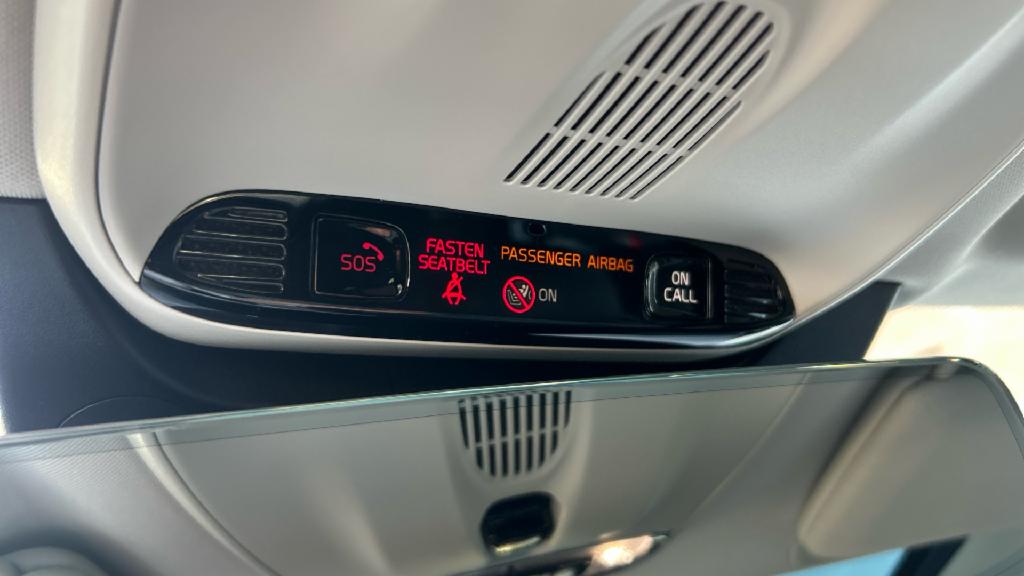 SOS
FASTEN
SEATBELT
PASSENGER AIRBAG
ON
ON
CALL